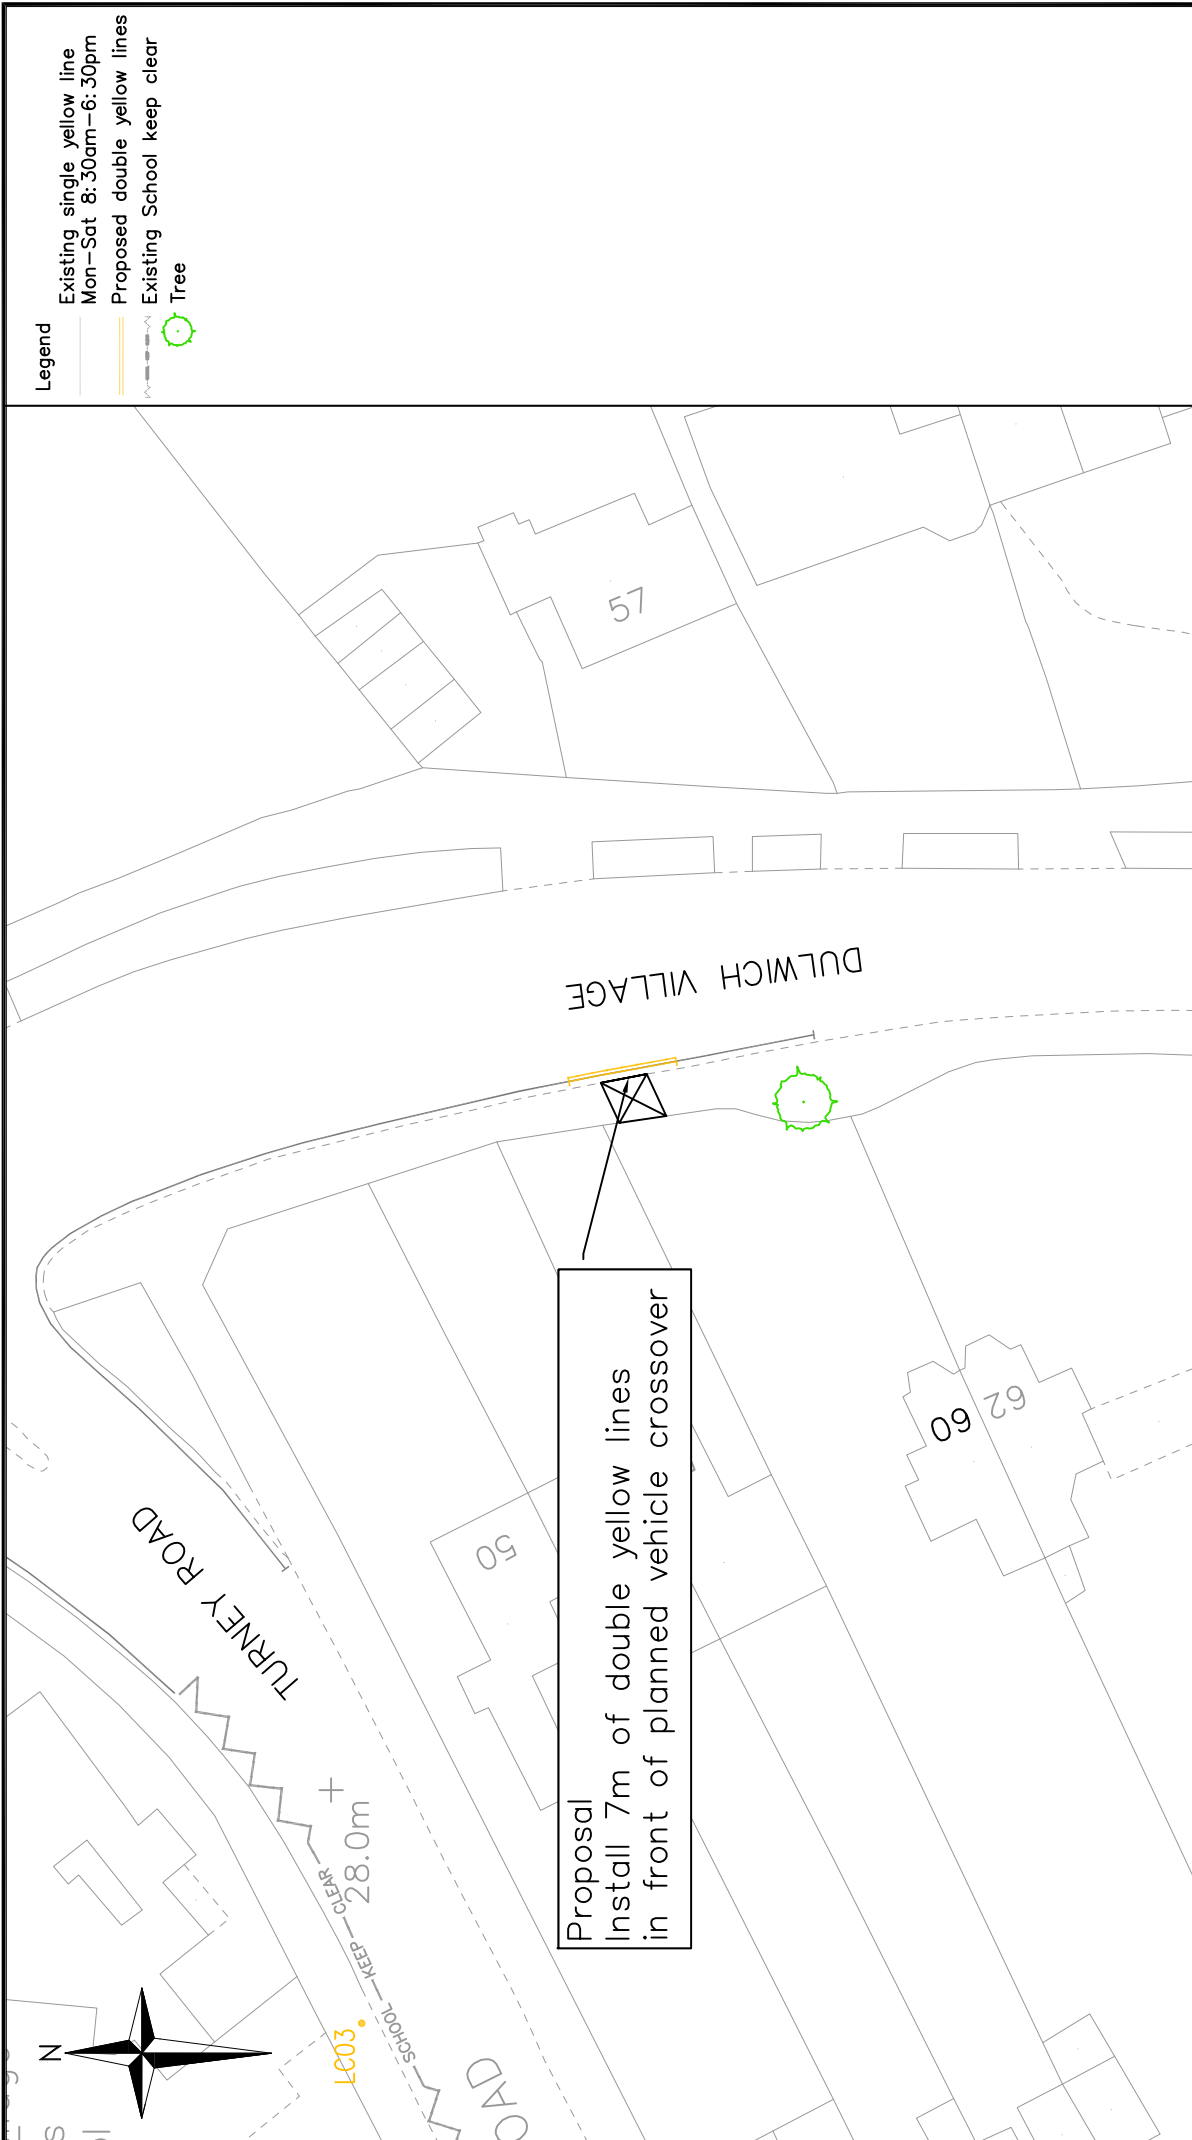 Legend
Existing single yellow line
Mon-Sat 8:30am-6:30pm
Proposed double yellow lines
Existing School keep clear
Tree
57
DULWICH VILLAGE
60
62
50
TURNEY ROAD
Proposal
Install 7m of double yellow lines
in front of planned vehicle crossover
28.0m
SCHOOL KEEP CLEAR
LC03
N